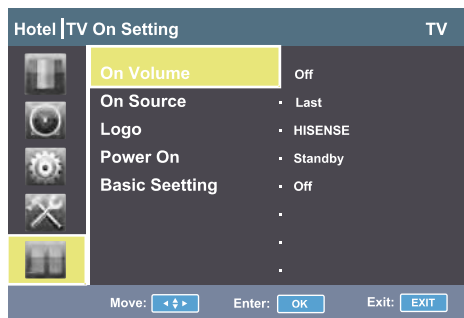 Hotel TV On Setting TV
On Volume Off
On Source Last
Logo HISENSE
Power On Standby
Basic Seetting Off
Move: Enter: OK Exit: EXIT